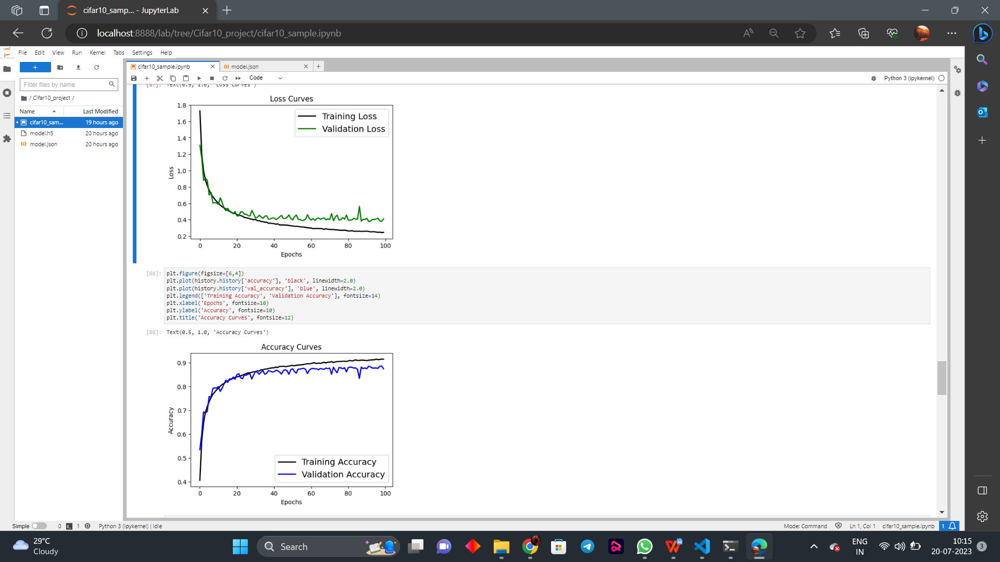 cifar10_samp... - JupyterLab
localhost:8888/lab/tree/Cifar10_project/cifar10_sample.ipynb
File Edit View Run Kernel Tabs Settings Help
Filter files by name
/ Cifar10_project /
Name Last Modified
cifar10_sam... 19 hours ago
model.h5 20 hours ago
model.json 20 hours ago
cifar10_sample.ipynb
model.json
Code
Python 3 (ipykernel)
[87]: Text(0.5, 1.0, 'Loss Curves')
Loss Curves
1.8
1.6
1.4
1.2
1.0
0.8
0.6
0.4
0.2
Loss
Training Loss
Validation Loss
0 20 40 60 80 100
Epochs
[88]: plt.figure(figsize=[6,4])
plt.plot(history.history['accuracy'], 'black', linewidth=2.0)
plt.plot(history.history['val_accuracy'], 'blue', linewidth=2.0)
plt.legend(['Training Accuracy', 'Validation Accuracy'], fontsize=14)
plt.xlabel('Epochs', fontsize=10)
plt.ylabel('Accuracy', fontsize=10)
plt.title('Accuracy Curves', fontsize=12)
[88]: Text(0.5, 1.0, 'Accuracy Curves')
Accuracy Curves
0.9
0.8
0.7
0.6
0.5
0.4
Accuracy
Training Accuracy
Validation Accuracy
0 20 40 60 80 100
Epochs
Simple 0 1 Python 3 (ipykernel) | Idle
Mode: Command Ln 1, Col 1 cifar10_sample.ipynb 1
29°C
Cloudy
Search
ENG
IN
10:15
20-07-2023
3